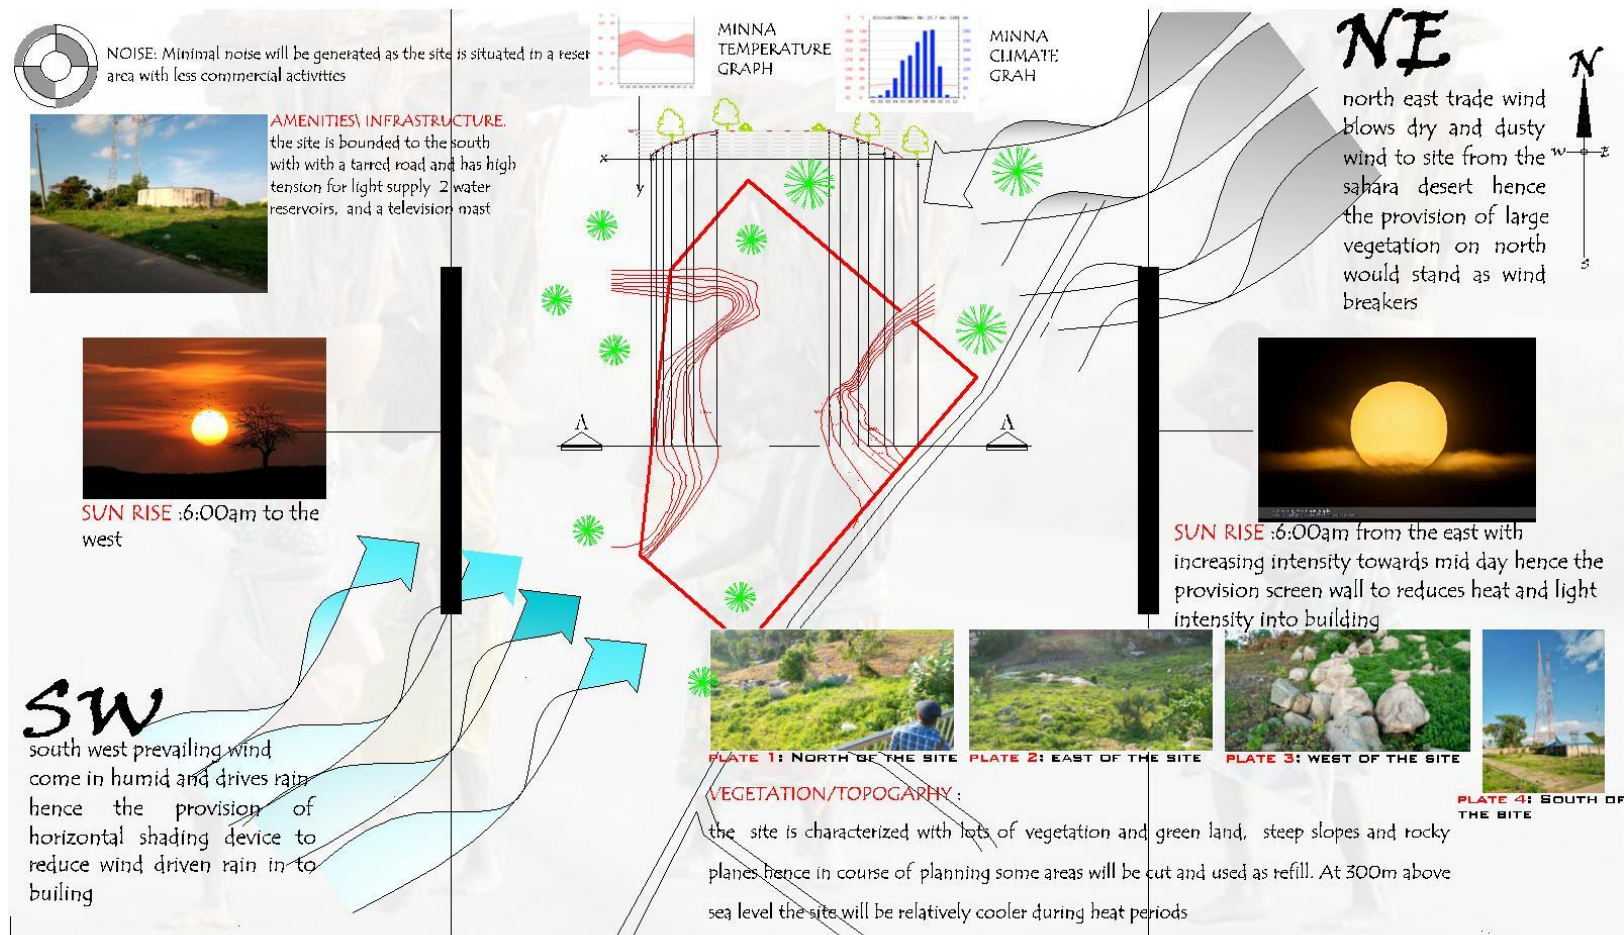 NOISE: Minimal noise will be generated as the site is situated in a reser
area with less commercial activities
AMENITIES\ INFRASTRUCTURE.
the site is bounded to the south
with with a tarred road and has high
tension for light supply 2 water
reservoirs, and a television mast
MINNA
TEMPERATURE
GRAPH
MINNA
CLIMATE
GRAH
NE
north east trade wind
blows dry and dusty
wind to site from the
sahara desert hence
the provision of large
vegetation on north
would stand as wind
breakers
N
W
E
S
X
y
A
A
SUN RISE :6:00am to the
west
SUN RISE :6:00am from the east with
increasing intensity towards mid day hence the
provision screen wall to reduces heat and light
intensity into building
SW
south west prevailing wind
come in humid and drives rain
hence the provision of
horizontal shading device to
reduce wind driven rain in to
builing
PLATE 1: NORTH OF THE SITE
PLATE 2: EAST OF THE SITE
PLATE 3: WEST OF THE SITE
PLATE 4: SOUTH OF
THE SITE
VEGETATION/TOPOGARPHY :
the site is characterized with lots of vegetation and green land, steep slopes and rocky
planes hence in course of planning some areas will be cut and used as refill. At 300m above
sea level the site will be relatively cooler during heat periods